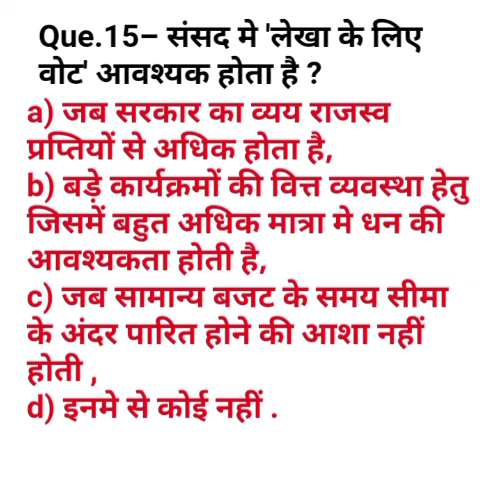 Que.15– संसद मे 'लेखा के लिए
वोट' आवश्यक होता है ?
a) जब सरकार का व्यय राजस्व
प्रप्तियों से अधिक होता है,
b) बड़े कार्यक्रमों की वित्त व्यवस्था हेतु
जिसमें बहुत अधिक मात्रा मे धन की
आवश्यकता होती है,
c) जब सामान्य बजट के समय सीमा
के अंदर पारित होने की आशा नहीं
होती ,
d) इनमे से कोई नहीं .